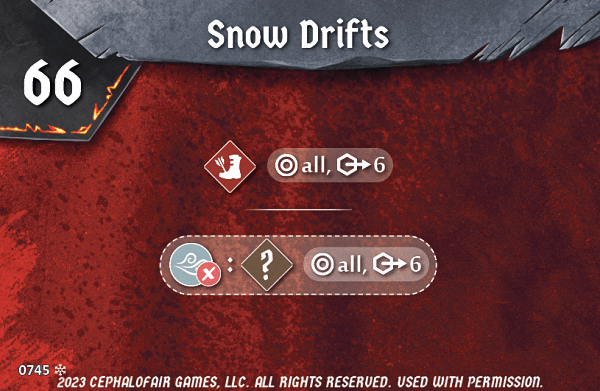 Snow Drifts
66
all, 6
: ? all, 6
0745
2023 CEPHALOFAIR GAMES, LLC. ALL RIGHTS RESERVED. USED WITH PERMISSION.